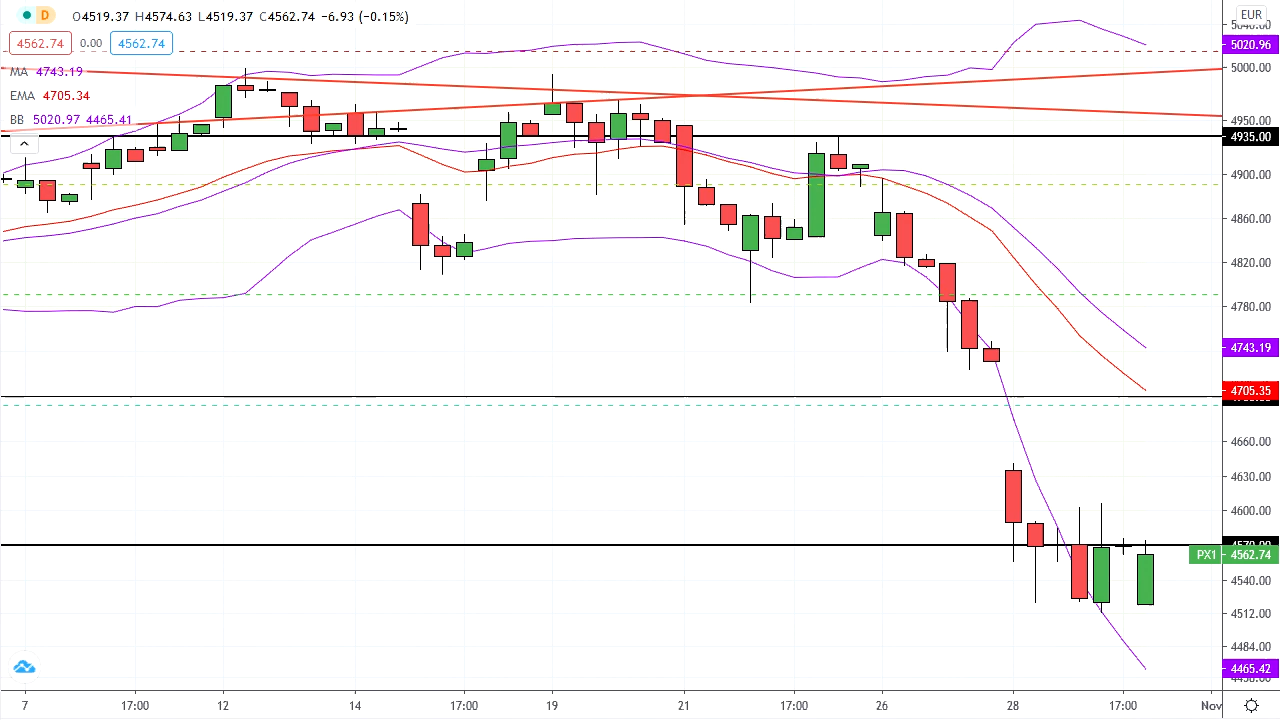 D O4519.37 H4574.63 L4519.37 C4562.74 -6.93 (-0.15%)
4562.74 0.00 4562.74
MA 4743.19
EMA 4705.34
BB 5020.97 4465.41
EUR
5020.96
5000.00
4950.00
4935.00
4900.00
4860.00
4820.00
4780.00
4743.19
4705.35
4660.00
4630.00
4600.00
4570.00
PX1 4562.74
4540.00
4512.00
4484.00
4465.42
7 17:00 12 14 17:00 19 21 17:00 26 28 17:00 Nov